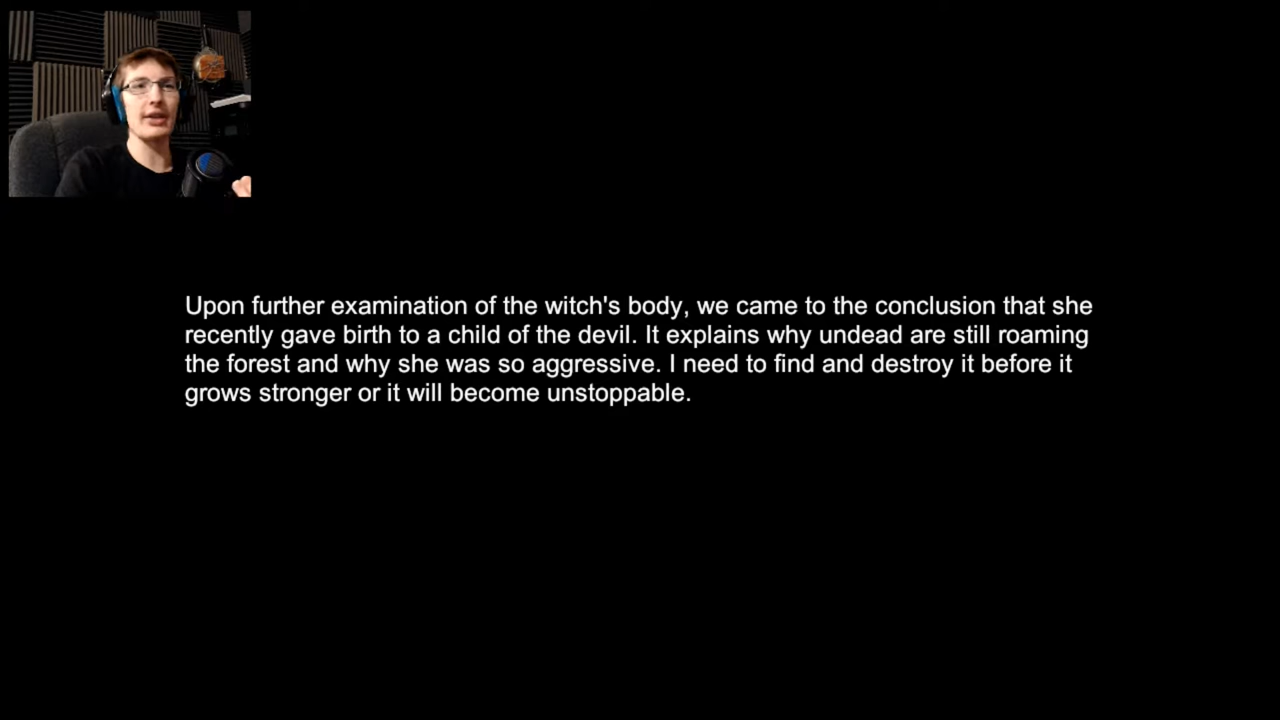 Upon further examination of the witch's body, we came to the conclusion that she
recently gave birth to a child of the devil. It explains why undead are still roaming
the forest and why she was so aggressive. I need to find and destroy it before it
grows stronger or it will become unstoppable.